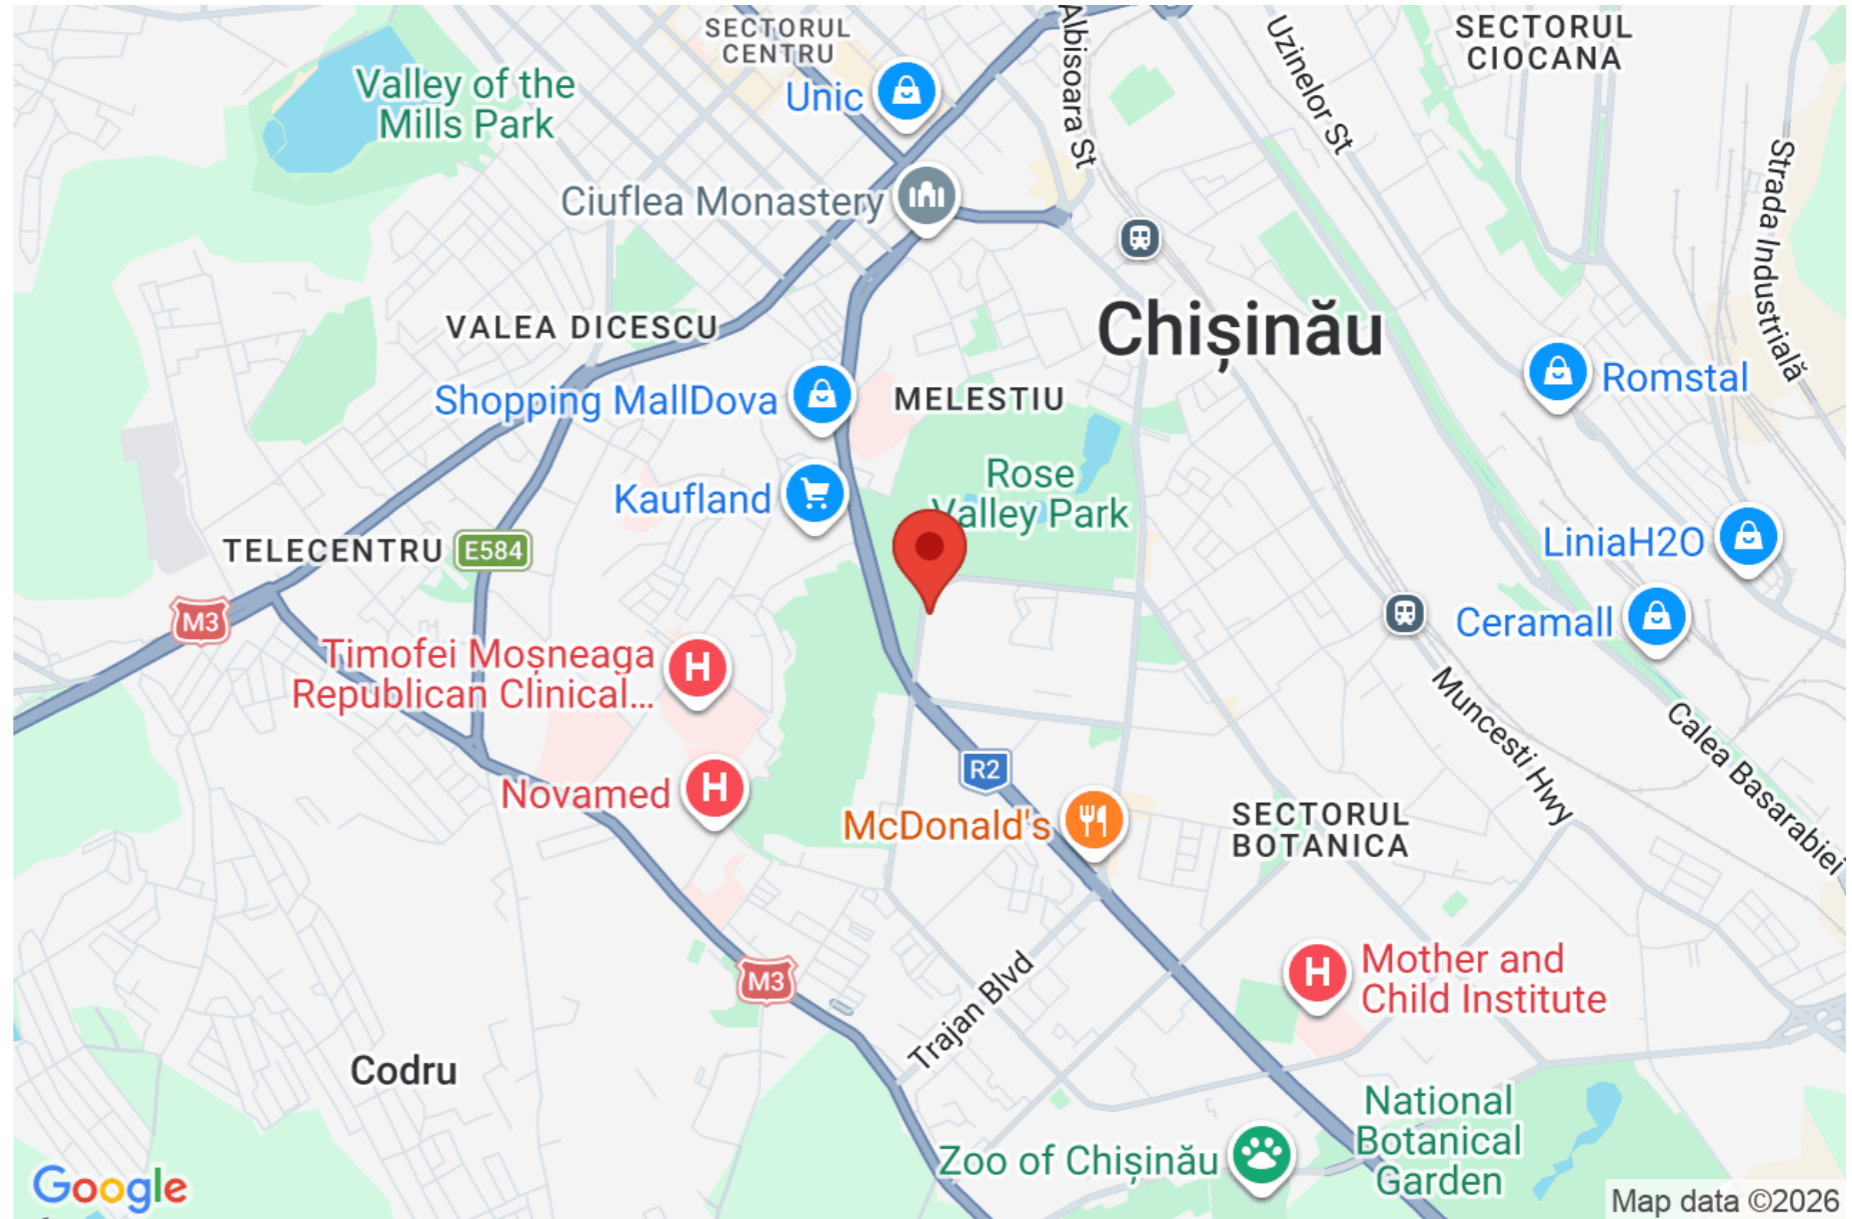 SECTORUL
CENTRU
SECTORUL
CIOCANA
Albisoara St
Uzinelor St
Valley of the
Mills Park
Unic
Strada Industrială
Ciuflea Monastery
VALEA DICESCU
Chișinău
Shopping MallDova
MELESTIU
Romstal
Rose
Valley Park
Kaufland
TELECENTRU
E584
LiniaH2O
M3
Ceramall
Timofei Moșneaga
Republican Clinical...
H
Muncesti Hwy
Calea Basarabiei
R2
Novamed
H
McDonald's
SECTORUL
BOTANICA
M3
Trajan Blvd
H
Mother and
Child Institute
Codru
National
Botanical
Garden
Zoo of Chișinău
Google
Map data ©2026